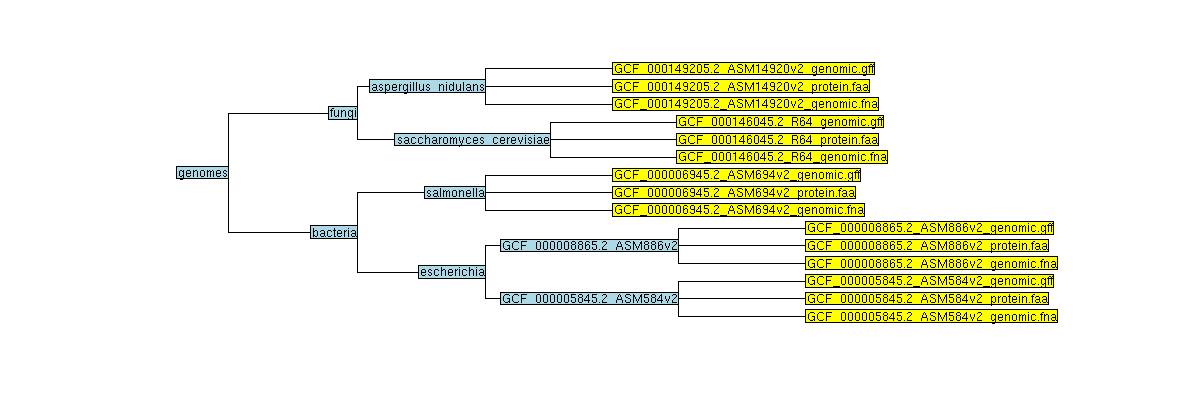 GCF_000149205.2_ASM14920v2_genomic.gff
aspergillus_nidulans
GCF_000149205.2_ASM14920v2_protein.faa
GCF_000149205.2_ASM14920v2_genomic.fna
fungi
GCF_000146045.2_R64_genomic.gff
saccharomyces_cerevisiae
GCF_000146045.2_R64_protein.faa
GCF_000146045.2_R64_genomic.fna
genomes
GCF_000006945.2_ASM694v2_genomic.gff
salmonella
GCF_000006945.2_ASM694v2_protein.faa
GCF_000006945.2_ASM694v2_genomic.fna
bacteria
GCF_000008865.2_ASM886v2_genomic.gff
GCF_000008865.2_ASM886v2
GCF_000008865.2_ASM886v2_protein.faa
GCF_000008865.2_ASM886v2_genomic.fna
escherichia
GCF_000005845.2_ASM584v2_genomic.gff
GCF_000005845.2_ASM584v2
GCF_000005845.2_ASM584v2_protein.faa
GCF_000005845.2_ASM584v2_genomic.fna